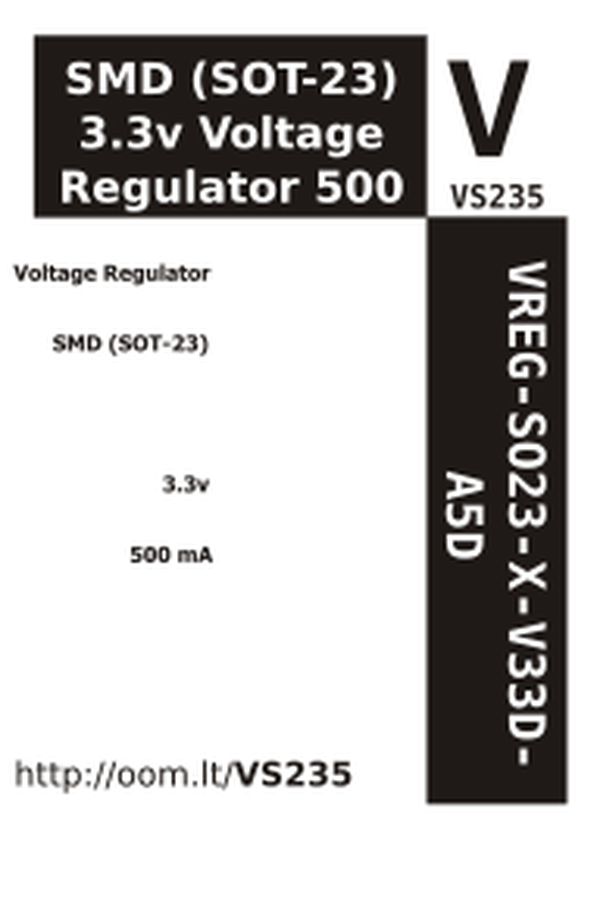 SMD (SOT-23)
3.3v Voltage
Regulator 500
V
VS235
Voltage Regulator
SMD (SOT-23)
3.3v
500 mA
VREG-S023-X-V33D-
A5D
http://oom.lt/VS235